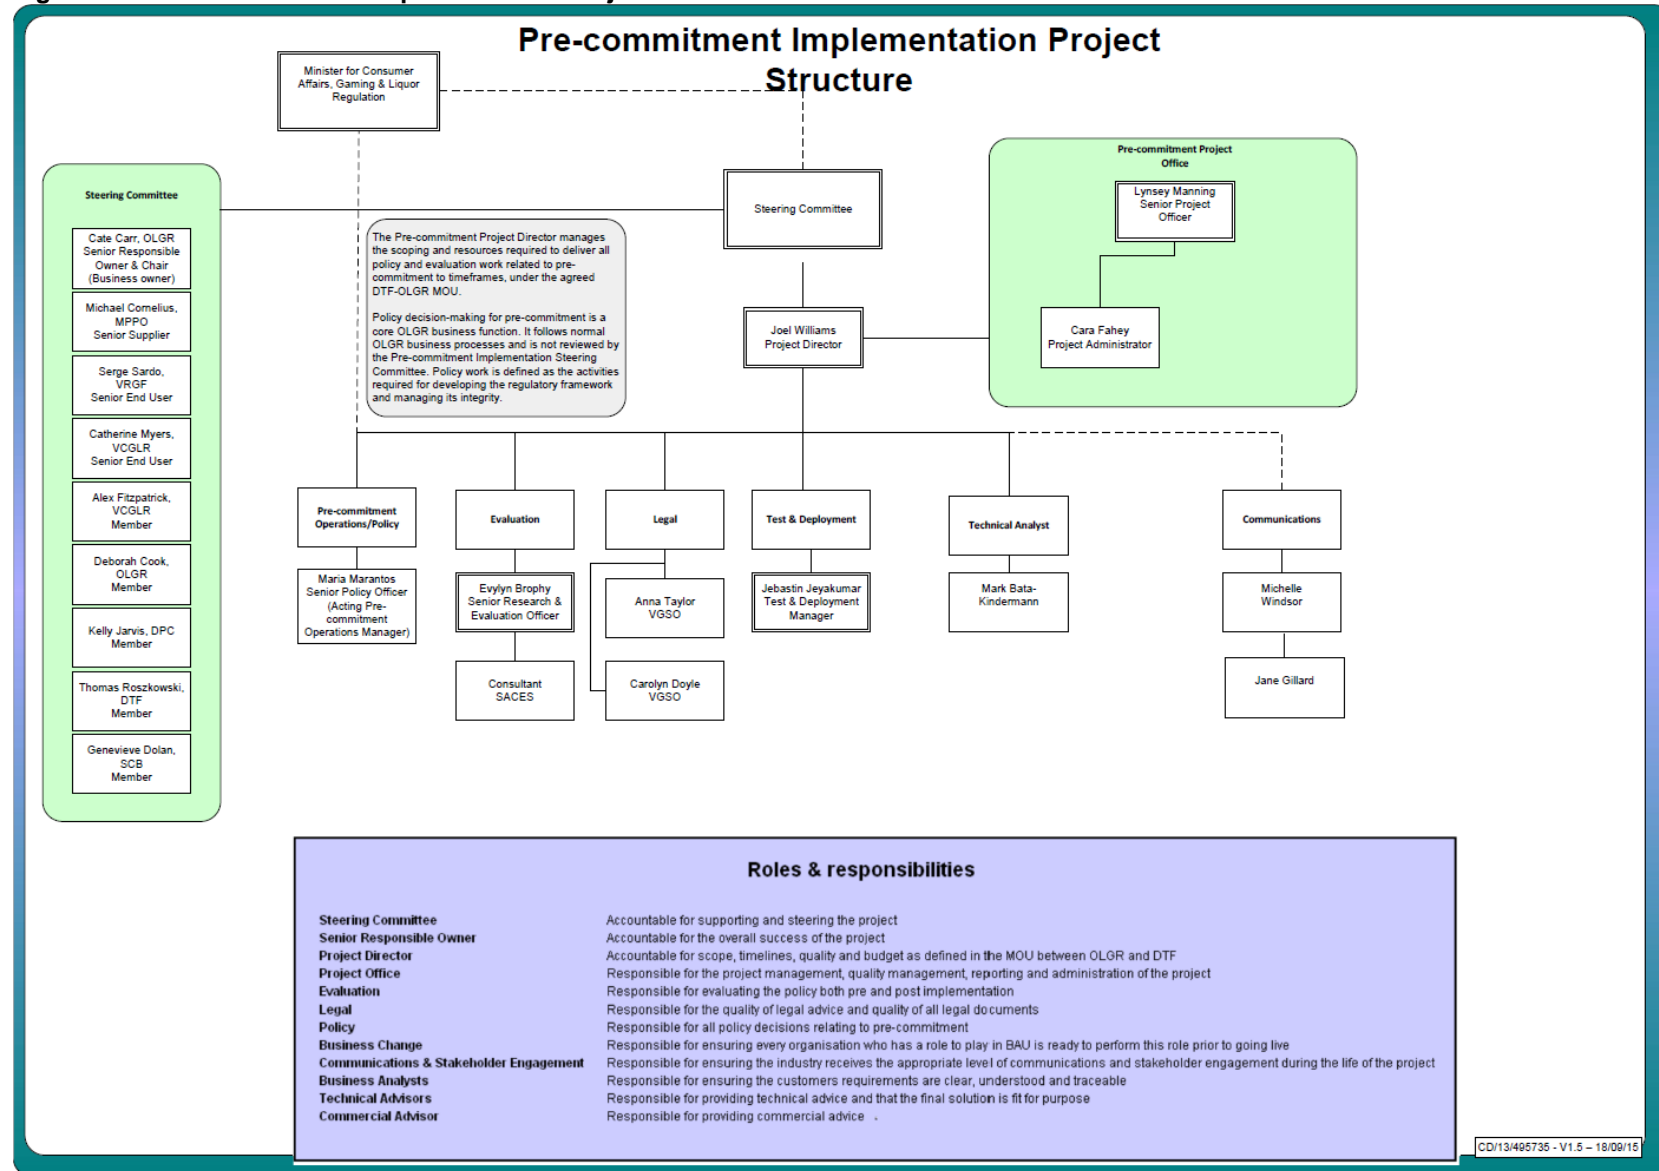 Pre-commitment Implementation Project
Structure
Minister for Consumer
Affairs, Gaming & Liquor
Regulation
Steering Committee
Cate Carr, OLGR
Senior Responsible
Owner & Chair
(Business owner)
Michael Cornelius,
MPPO
Senior Supplier
Serge Sardo,
VRGF
Senior End User
Catherine Myers,
VCGLR
Senior End User
Alex Fitzpatrick,
VCGLR
Member
Deborah Cook,
OLGR
Member
Kelly Jarvis, DPC
Member
Thomas Roszkowski,
DTF
Member
Genevieve Dolan,
SCB
Member
The Pre-commitment Project Director manages
the scoping and resources required to deliver all
policy and evaluation work related to pre-
commitment to timeframes, under the agreed
DTF-OLGR MOU.
Policy decision-making for pre-commitment is a
core OLGR business function. It follows normal
OLGR business processes and is not reviewed by
the Pre-commitment Implementation Steering
Committee. Policy work is defined as the activities
required for developing the regulatory framework
and managing its integrity.
Steering Committee
Joel Williams
Project Director
Pre-commitment Project
Office
Lynsey Manning
Senior Project
Officer
Cara Fahey
Project Administrator
Pre-commitment
Operations/Policy
Maria Marantos
Senior Policy Officer
(Acting Pre-
commitment
Operations Manager)
Evaluation
Evylyn Brophy
Senior Research &
Evaluation Officer
Consultant
SACES
Legal
Anna Taylor
VGSO
Carolyn Doyle
VGSO
Test & Deployment
Jebastin Jeyakumar
Test & Deployment
Manager
Technical Analyst
Mark Bata-
Kindermann
Communications
Michelle
Windsor
Jane Gillard
Roles & responsibilities
Steering Committee Accountable for supporting and steering the project
Senior Responsible Owner Accountable for the overall success of the project
Project Director Accountable for scope, timelines, quality and budget as defined in the MOU between OLGR and DTF
Project Office Responsible for the project management, quality management, reporting and administration of the project
Evaluation Responsible for evaluating the policy both pre and post implementation
Legal Responsible for the quality of legal advice and quality of all legal documents
Policy Responsible for all policy decisions relating to pre-commitment
Business Change Responsible for ensuring every organisation who has a role to play in BAU is ready to perform this role prior to going live
Communications & Stakeholder Engagement Responsible for ensuring the industry receives the appropriate level of communications and stakeholder engagement during the life of the project
Business Analysts Responsible for ensuring the customers requirements are clear, understood and traceable
Technical Advisors Responsible for providing technical advice and that the final solution is fit for purpose
Commercial Advisor Responsible for providing commercial advice .
CD/13/495735 - V1.5 – 18/09/15